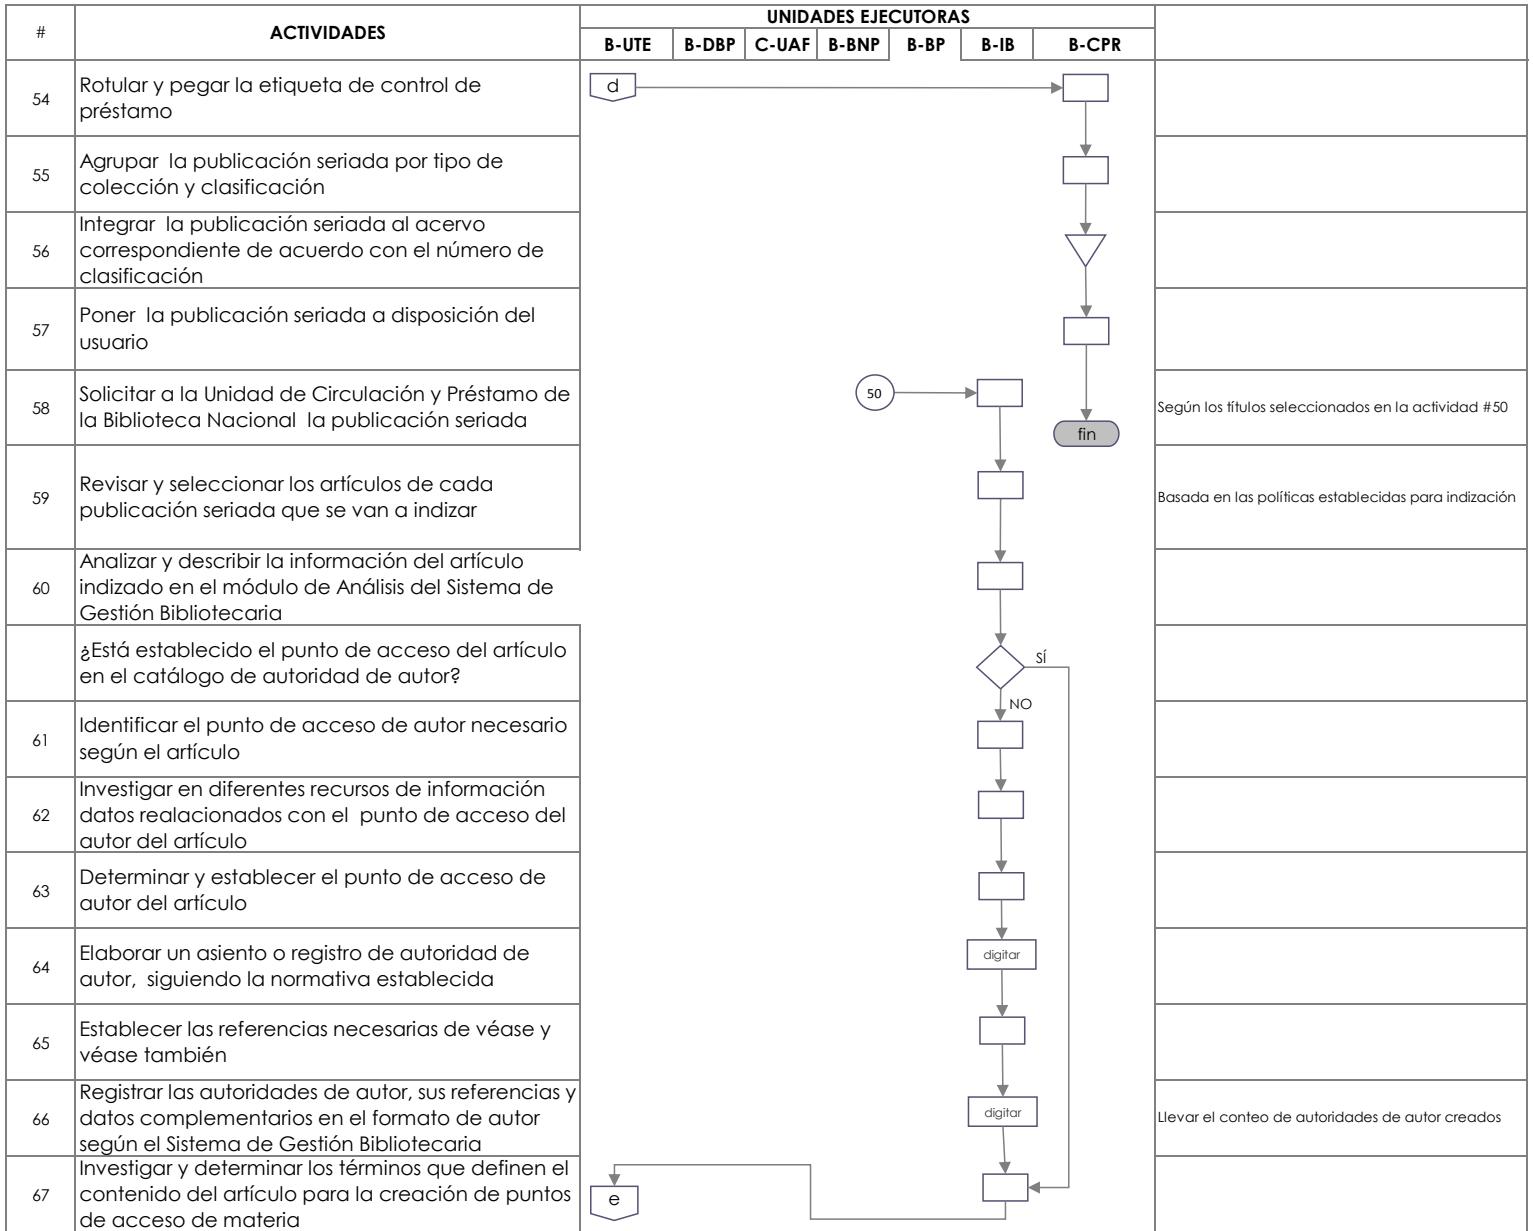 UNIDADES EJECUTORAS
# ACTIVIDADES
B-UTE B-DBP C-UAF B-BNP B-BP B-IB B-CPR
54
Rotular y pegar la etiqueta de control de
préstamo
d
55
Agrupar la publicación seriada por tipo de
colección y clasificación
56
Integrar la publicación seriada al acervo
correspondiente de acuerdo con el número de
clasificación
57
Poner la publicación seriada a disposición del
usuario
58
Solicitar a la Unidad de Circulación y Préstamo de
la Biblioteca Nacional la publicación seriada
50
Según los títulos seleccionados en la actividad #50
fin
59
Revisar y seleccionar los artículos de cada
publicación seriada que se van a indizar
Basada en las políticas establecidas para indización
60
Analizar y describir la información del artículo
indizado en el módulo de Análisis del Sistema de
Gestión Bibliotecaria
¿Está establecido el punto de acceso del artículo
en el catálogo de autoridad de autor?
SÍ
NO
61
Identificar el punto de acceso de autor necesario
según el artículo
62
Investigar en diferentes recursos de información
datos realacionados con el punto de acceso del
autor del artículo
63
Determinar y establecer el punto de acceso de
autor del artículo
64
Elaborar un asiento o registro de autoridad de
autor, siguiendo la normativa establecida
digitar
65
Establecer las referencias necesarias de véase y
véase también
66
Registrar las autoridades de autor, sus referencias y
datos complementarios en el formato de autor
según el Sistema de Gestión Bibliotecaria
digitar
Llevar el conteo de autoridades de autor creados
67
Investigar y determinar los términos que definen el
contenido del artículo para la creación de puntos
de acceso de materia
e